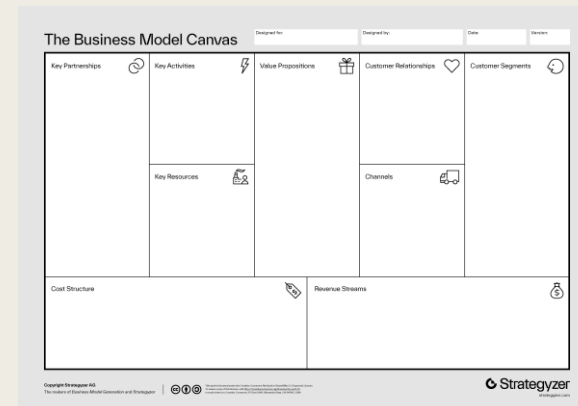 The Business Model Canvas
Designed for:
Designed by:
Date:
Version:
Key Partnerships
Key Activities
Value Propositions
Customer Relationships
Customer Segments
Key Resources
Channels
Cost Structure
Revenue Streams
Copyright Strategyzer AG
The makers of Business Model Generation and Strategyzer
Strategyzer
strategyzer.com